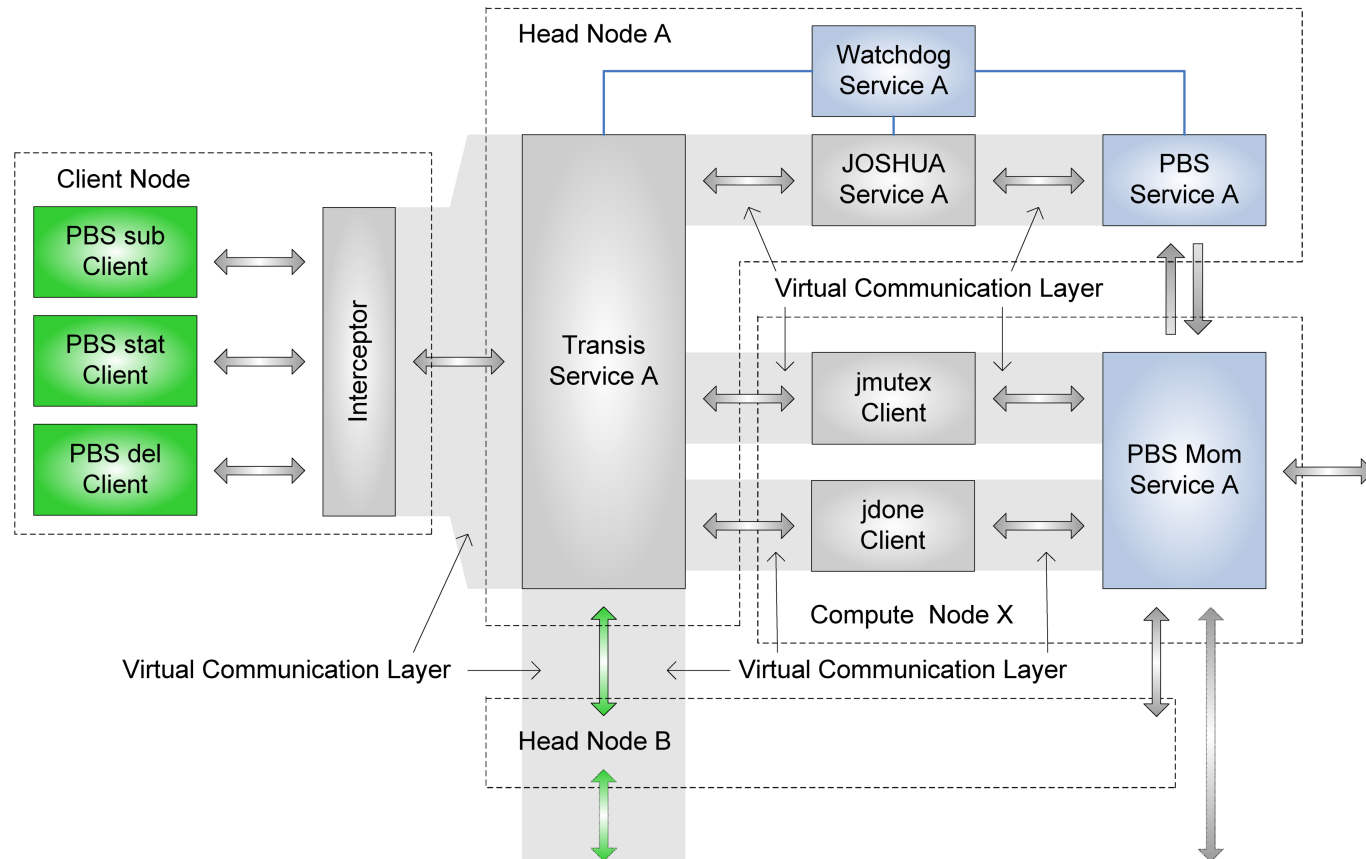 Head Node A
Watchdog
Service A
Client Node
PBS sub
Client
PBS stat
Client
PBS del
Client
Interceptor
Transis
Service A
JOSHUA
Service A
PBS
Service A
Virtual Communication Layer
jmutex
Client
jdone
Client
PBS Mom
Service A
Compute Node X
Virtual Communication Layer
Virtual Communication Layer
Head Node B